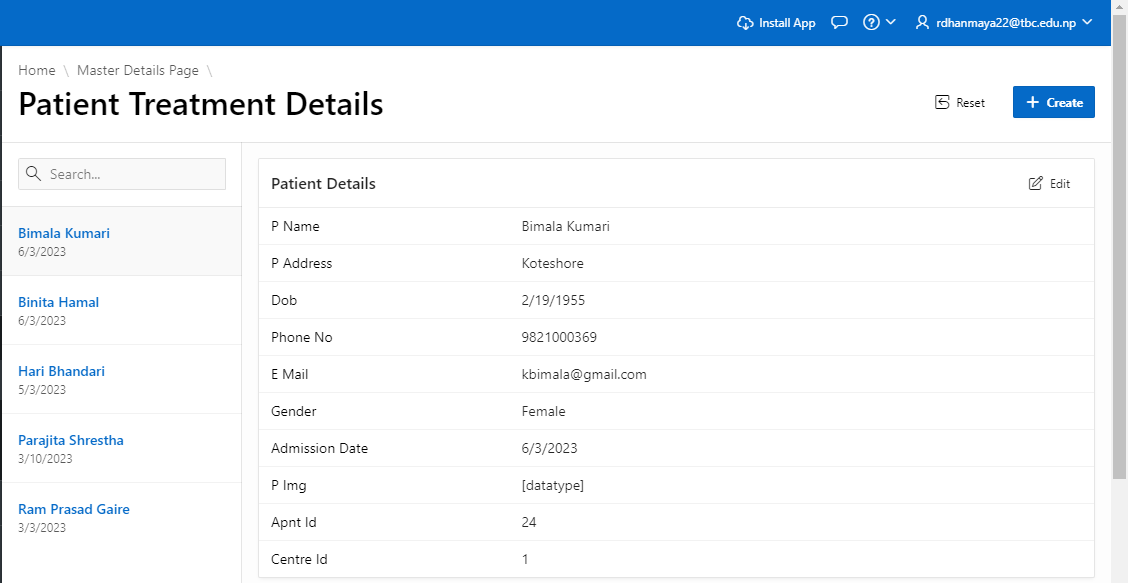 Install App
rdhanmaya22@tbc.edu.np
Home \ Master Details Page \
Patient Treatment Details
Reset
+ Create
Search...
Bimala Kumari
6/3/2023
Binita Hamal
6/3/2023
Hari Bhandari
5/3/2023
Parajita Shrestha
3/10/2023
Ram Prasad Gaire
3/3/2023
Patient Details
Edit
P Name Bimala Kumari
P Address Koteshore
Dob 2/19/1955
Phone No 9821000369
E Mail kbimala@gmail.com
Gender Female
Admission Date 6/3/2023
P Img [datatype]
Apnt Id 24
Centre Id 1